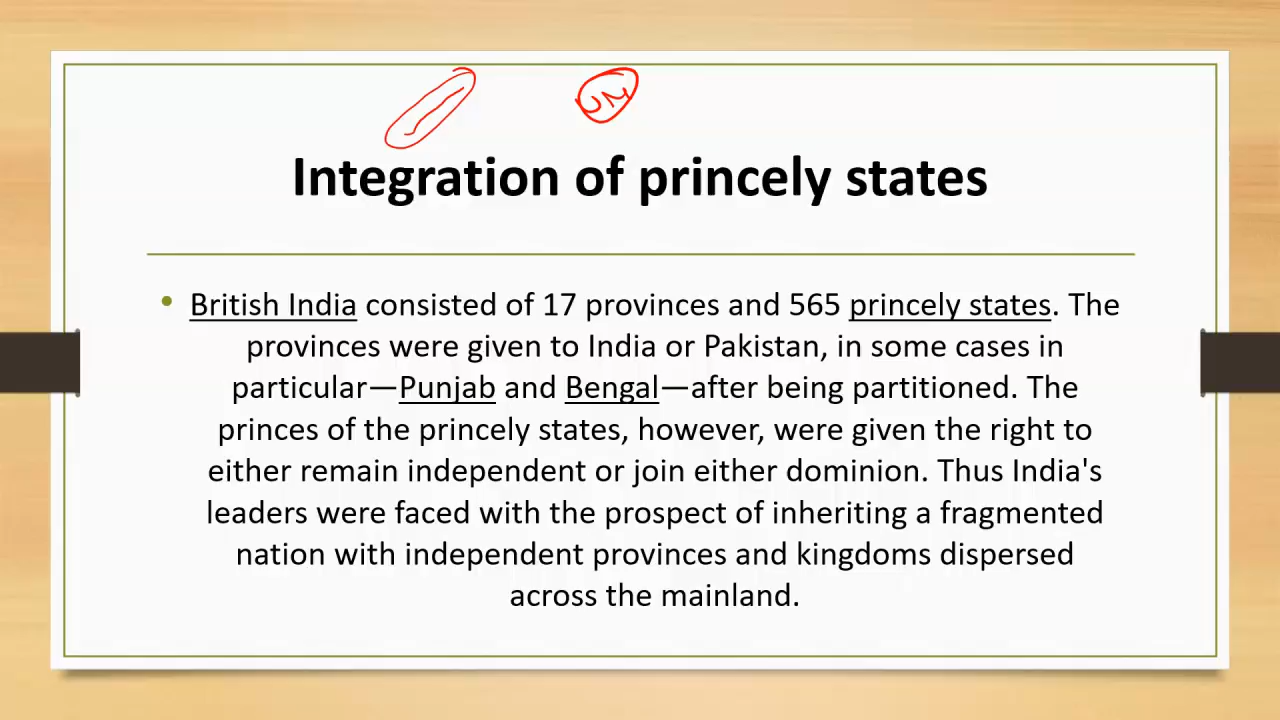 Integration of princely states
• British India consisted of 17 provinces and 565 princely states. The
provinces were given to India or Pakistan, in some cases in
particular—Punjab and Bengal—after being partitioned. The
princes of the princely states, however, were given the right to
either remain independent or join either dominion. Thus India's
leaders were faced with the prospect of inheriting a fragmented
nation with independent provinces and kingdoms dispersed
across the mainland.